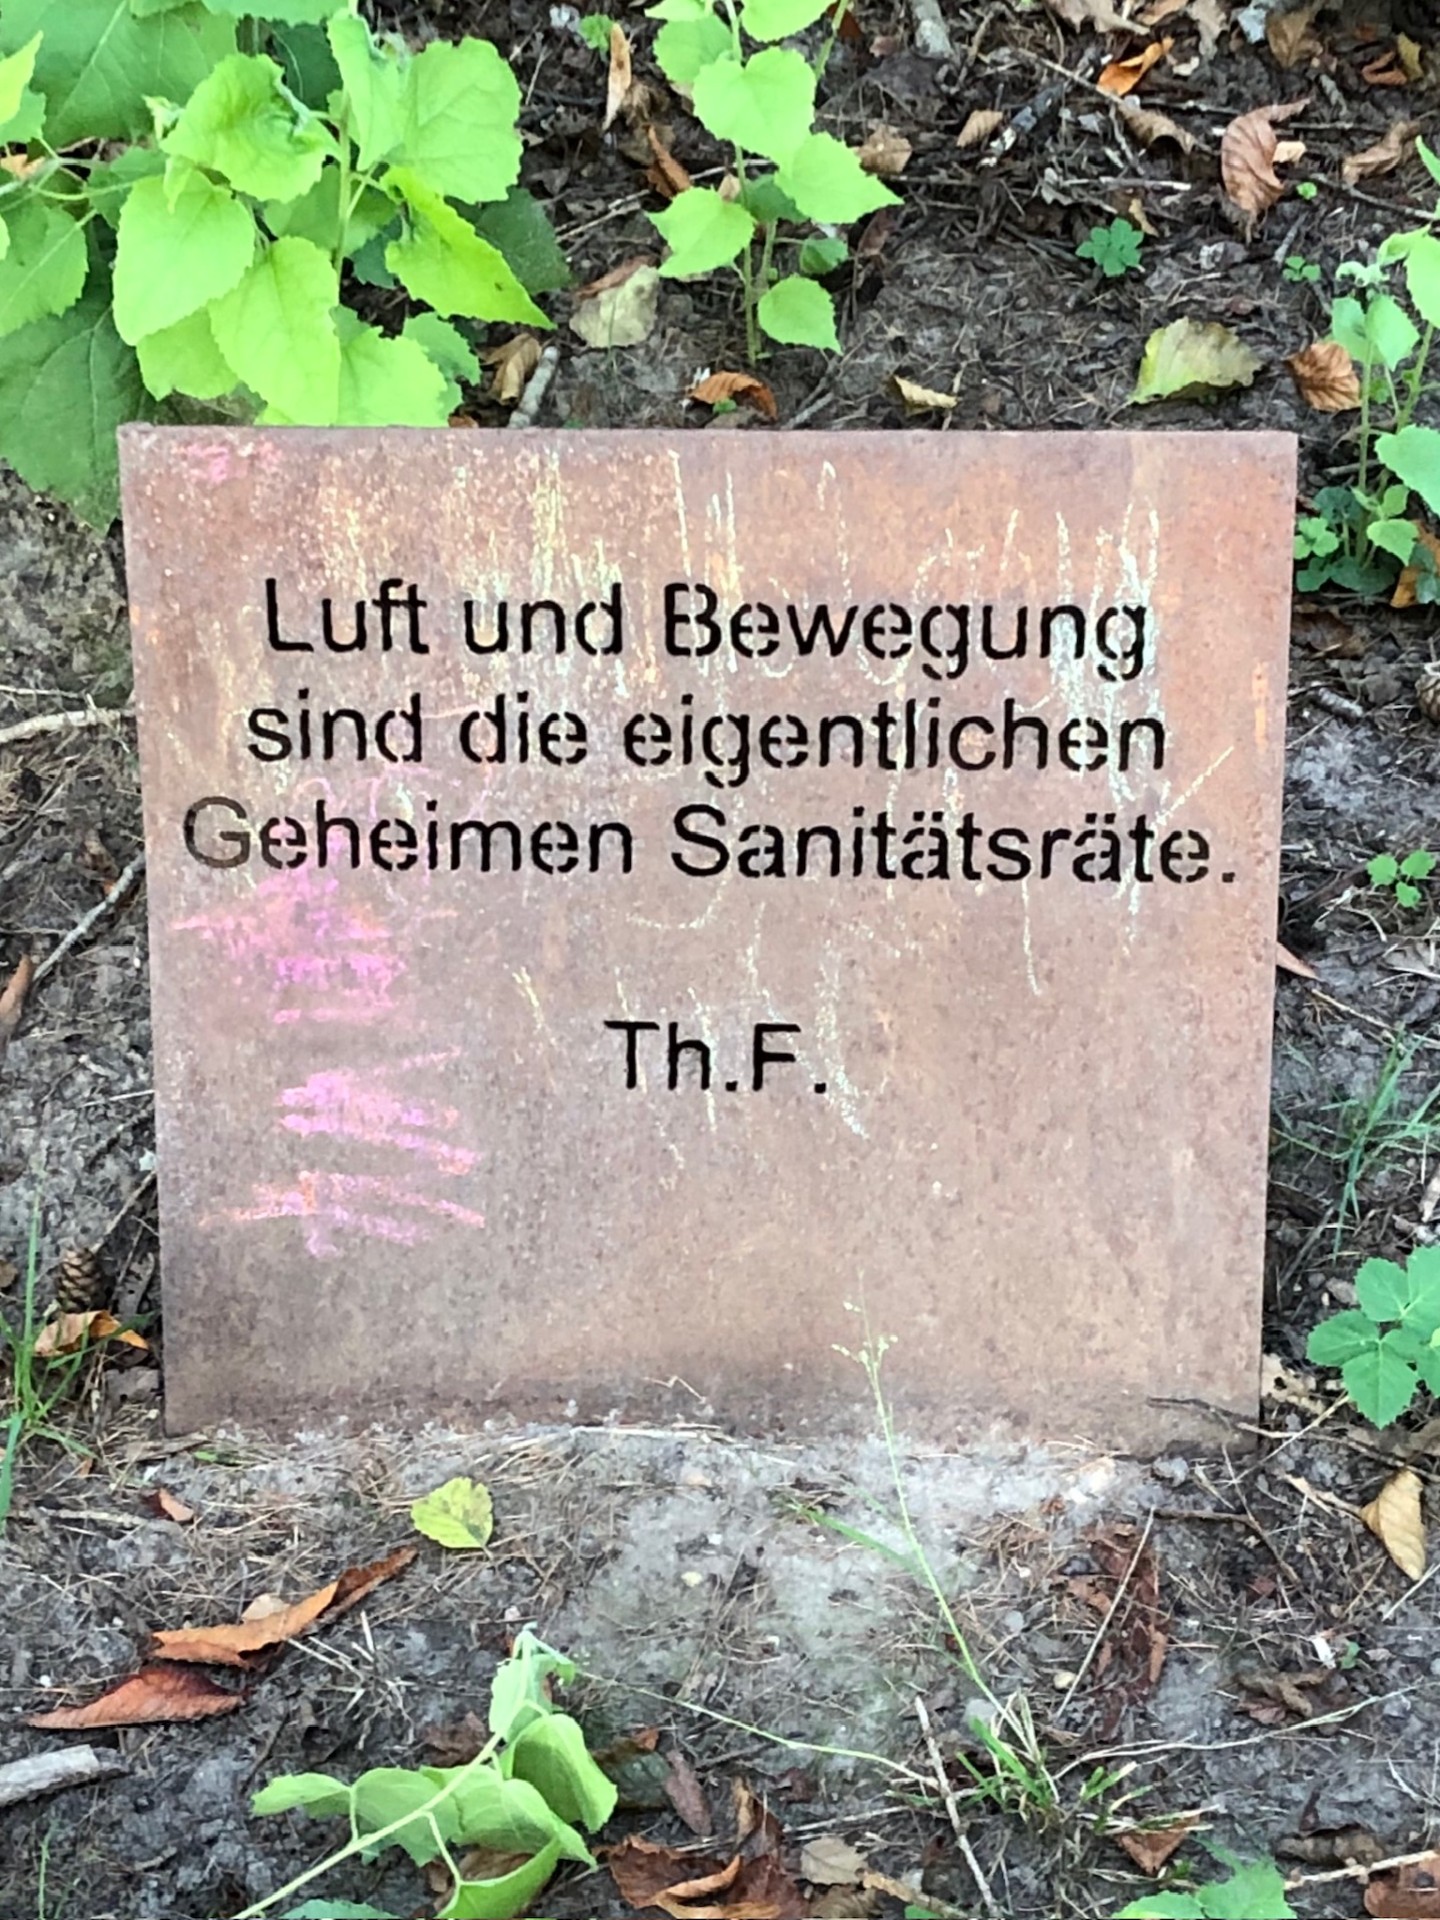 Luft und Bewegung
sind die eigentlichen
Geheimen Sanitätsräte.
Th.F.